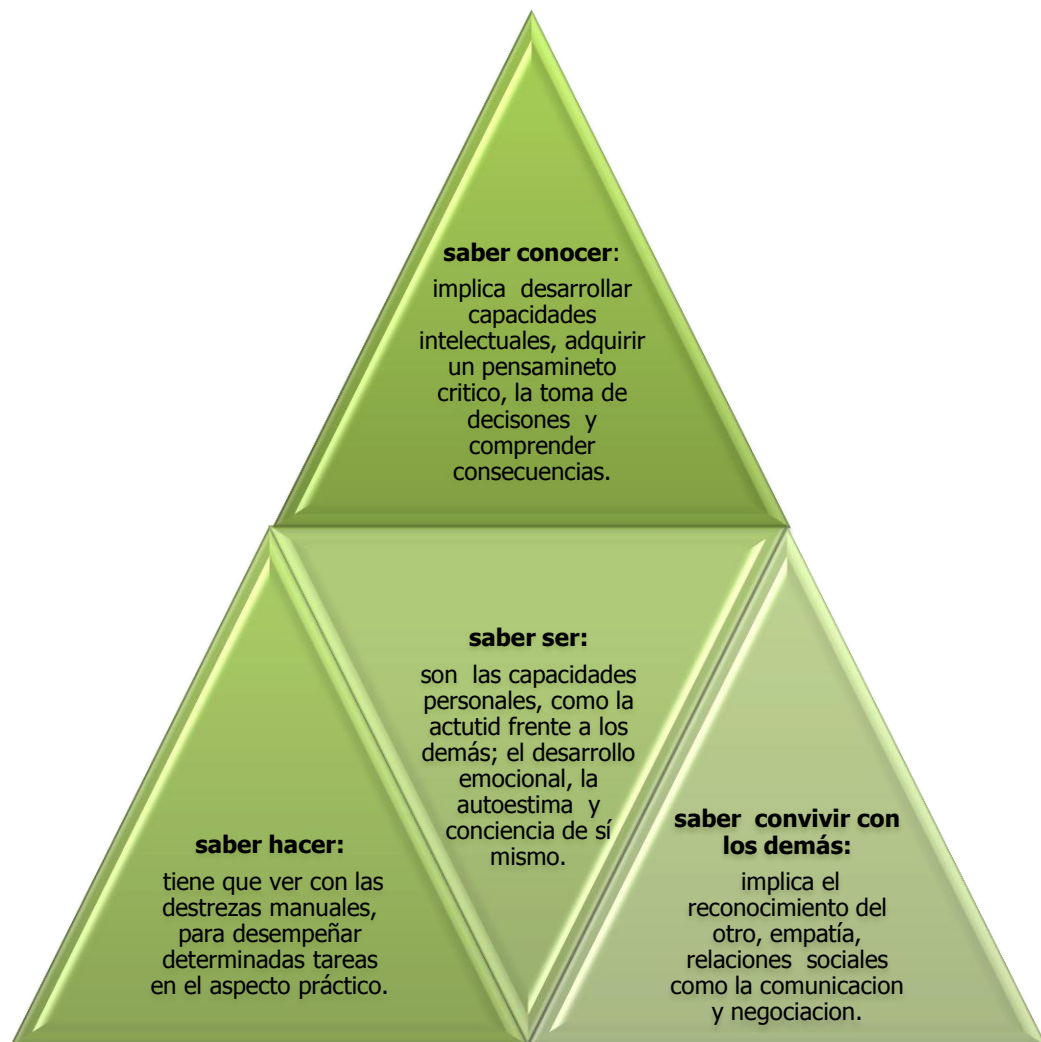 saber conocer:
implica desarrollar
capacidades
intelectuales, adquirir
un pensamineto
critico, la toma de
decisones y
comprender
consecuencias.
saber ser:
son las capacidades
personales, como la
actutid frente a los
demás; el desarrollo
emocional, la
autoestima y
conciencia de sí
mismo.
saber hacer:
tiene que ver con las
destrezas manuales,
para desempeñar
determinadas tareas
en el aspecto práctico.
saber convivir con
los demás:
implica el
reconocimiento del
otro, empatía,
relaciones sociales
como la comunicacion
y negociacion.